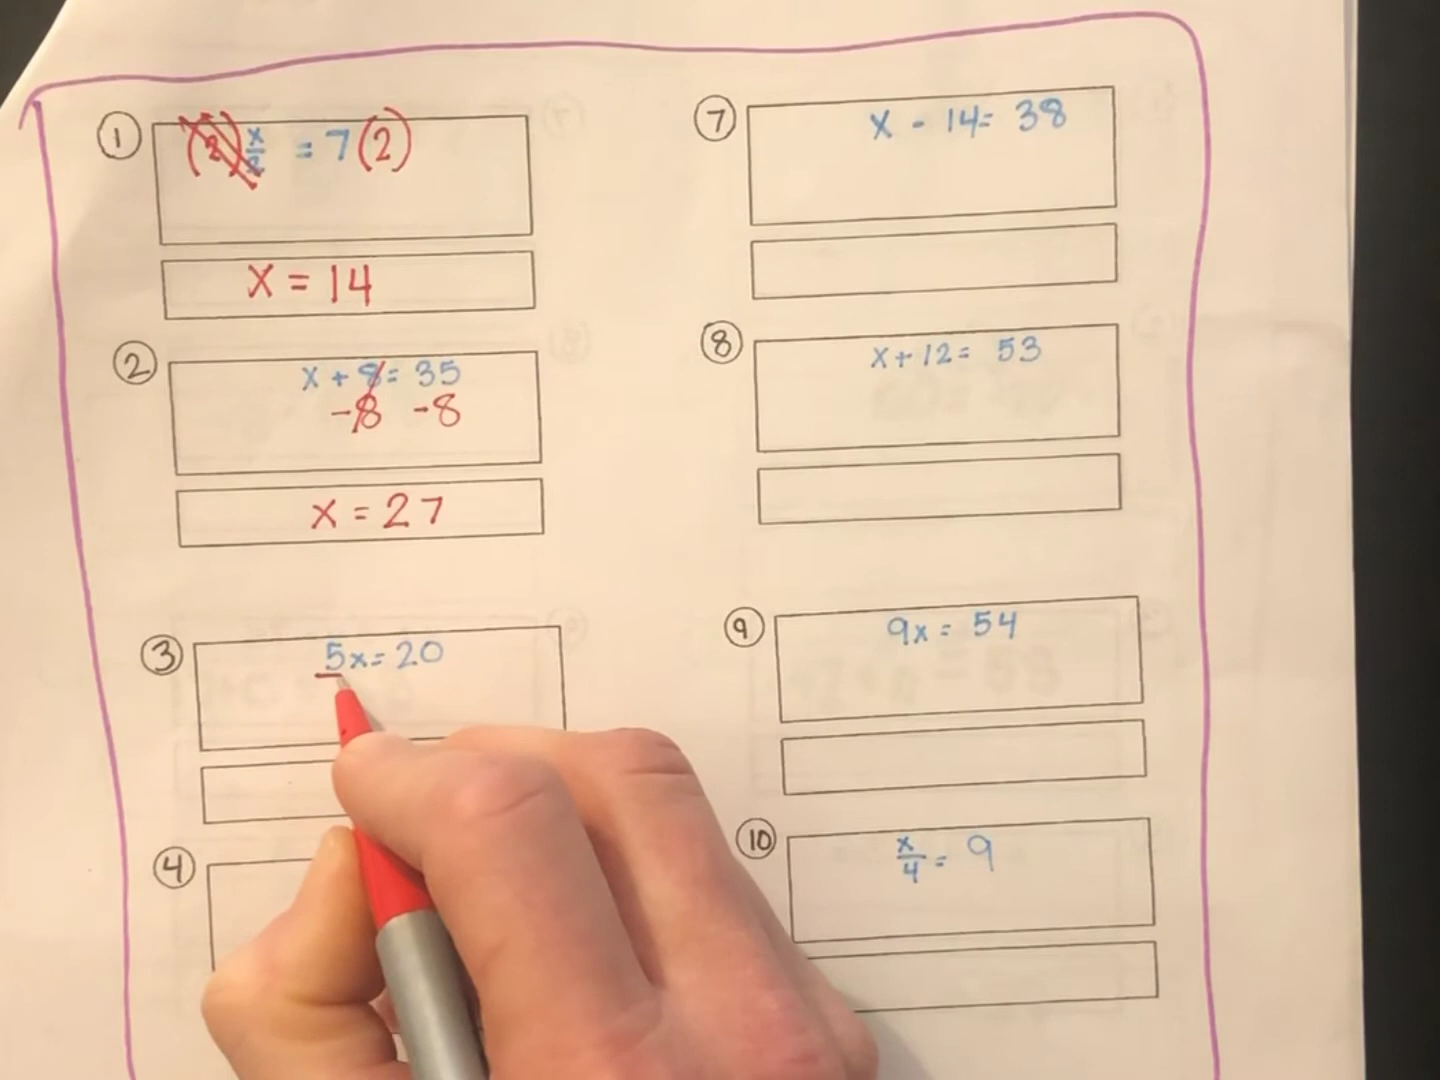 1
(2) x/2 = 7(2)
x = 14
2
x + 8 = 35
-8 -8
x = 27
3
5x = 20
4
7
x - 14 = 38
8
x + 12 = 53
9
9x = 54
10
x/4 = 9